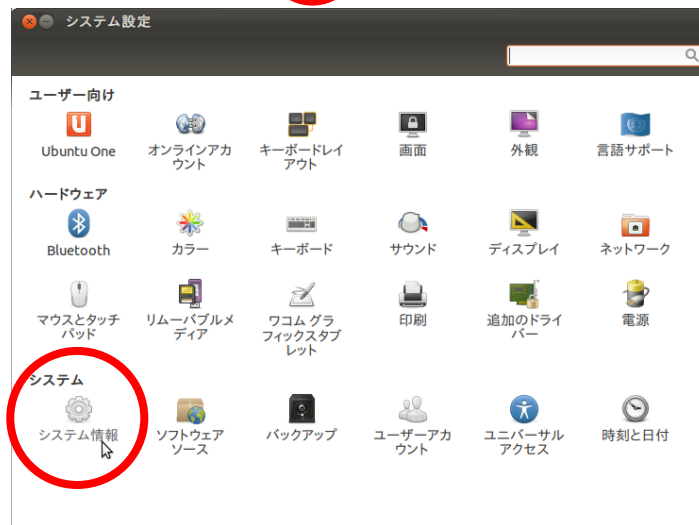 システム設定
ユーザー向け
Ubuntu One
オンラインアカ
ウント
キーボードレイ
アウト
画面
外観
言語サポート
ハードウェア
Bluetooth
カラー
キーボード
サウンド
ディスプレイ
ネットワーク
マウスとタッチ
パッド
リムーバブルメ
ディア
ワコム グラ
フィックスタブ
レット
印刷
追加のドライ
バー
電源
システム
システム情報
ソフトウェア
ソース
バックアップ
ユーザーアカ
ウント
ユニバーサル
アクセス
時刻と日付